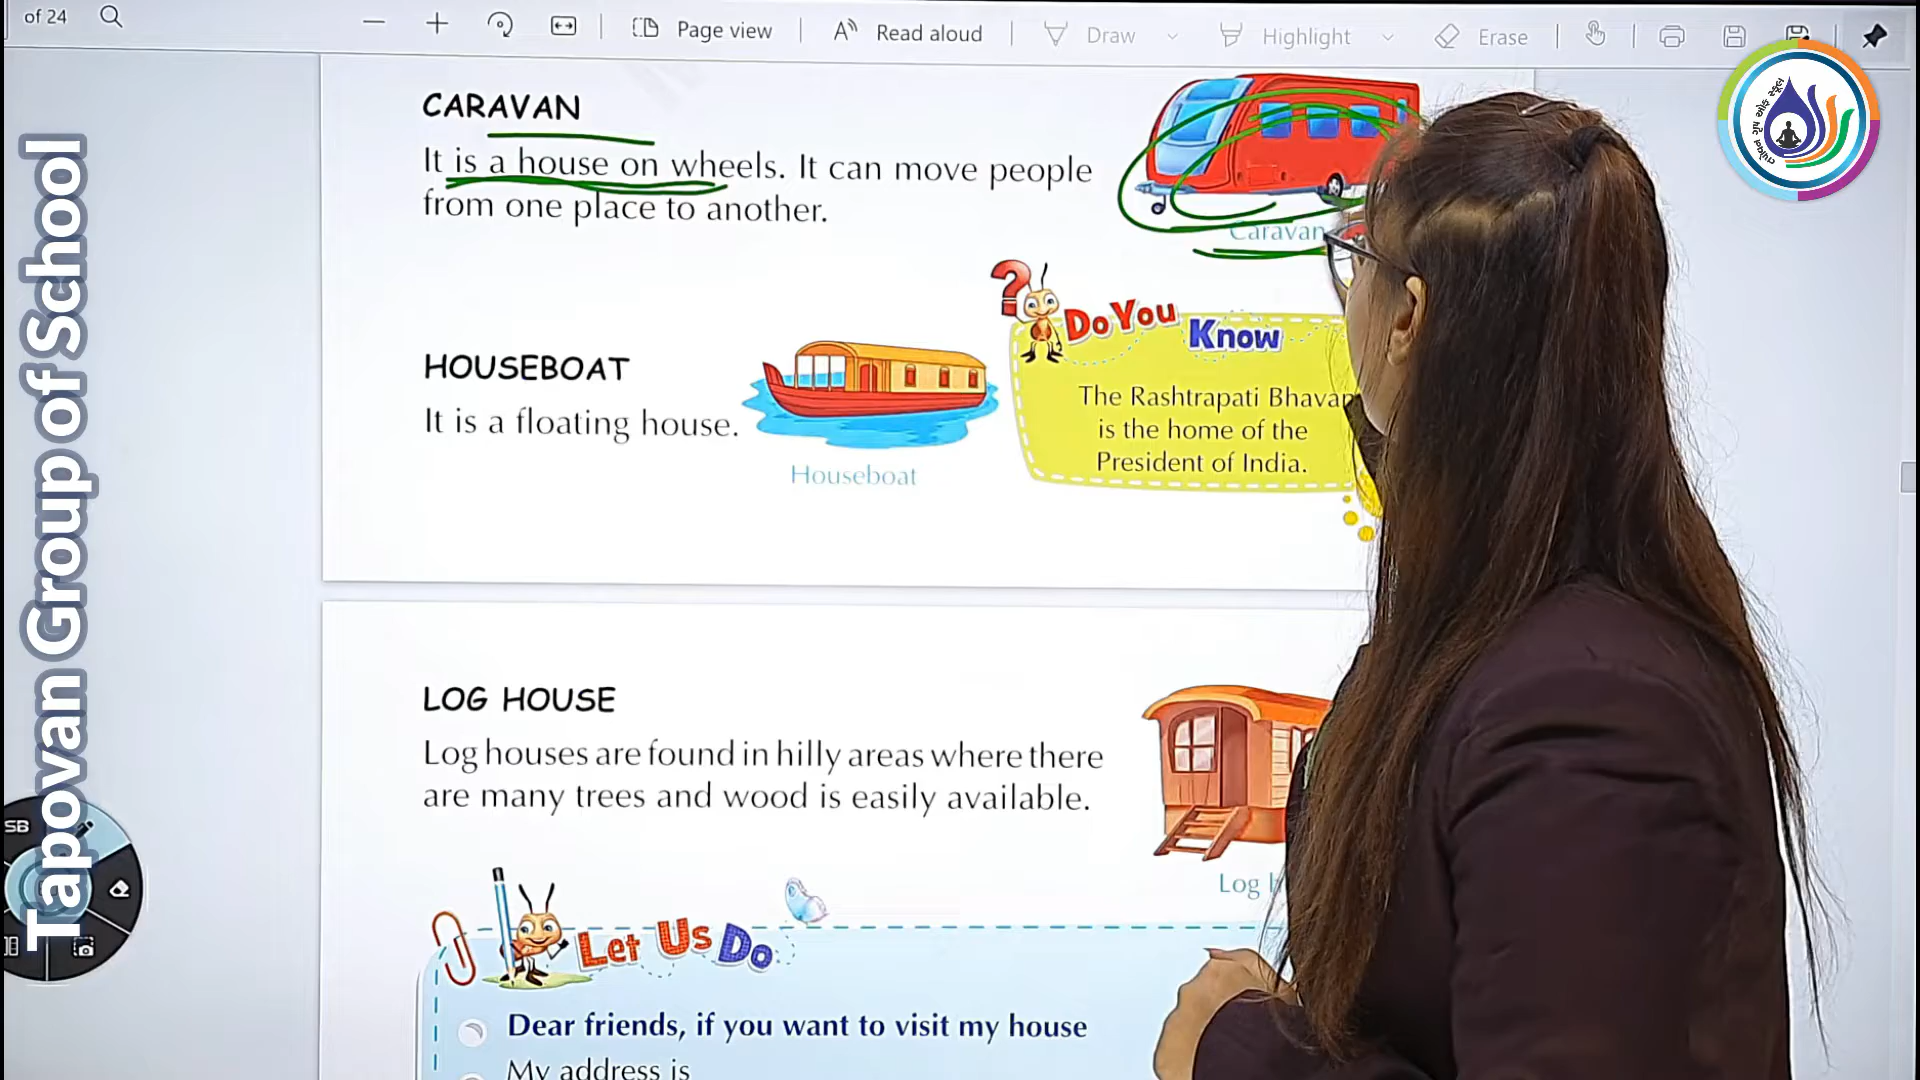 of 24
Page view
Read aloud
Draw
Highlight
Erase
CARAVAN
It is a house on wheels. It can move people
from one place to another.
Caravan
HOUSEBOAT
It is a floating house.
Houseboat
? Do You Know
The Rashtrapati Bhavan
is the home of the
President of India.
LOG HOUSE
Log houses are found in hilly areas where there
are many trees and wood is easily available.
Log
Let Us Do
Dear friends, if you want to visit my house
My address is
Tapovan Group of School
SB